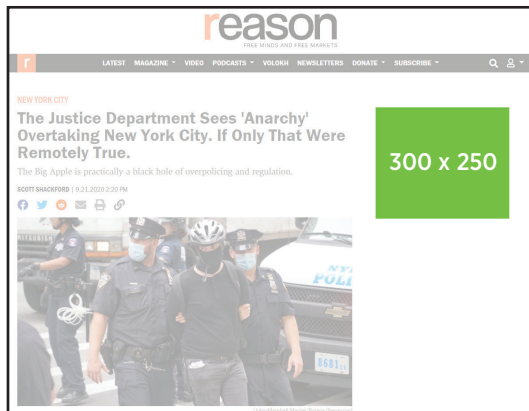 reason
FREE MINDS AND FREE MARKETS
r LATEST MAGAZINE VIDEO PODCASTS VOLOKH NEWSLETTERS DONATE SUBSCRIBE
NEW YORK CITY
The Justice Department Sees 'Anarchy'
Overtaking New York City. If Only That Were
Remotely True.
The Big Apple is practically a black hole of overpolicing and regulation.
SCOTT SHACKFORD | 9.21.2020 2:20 PM
300 x 250
POLI
8681